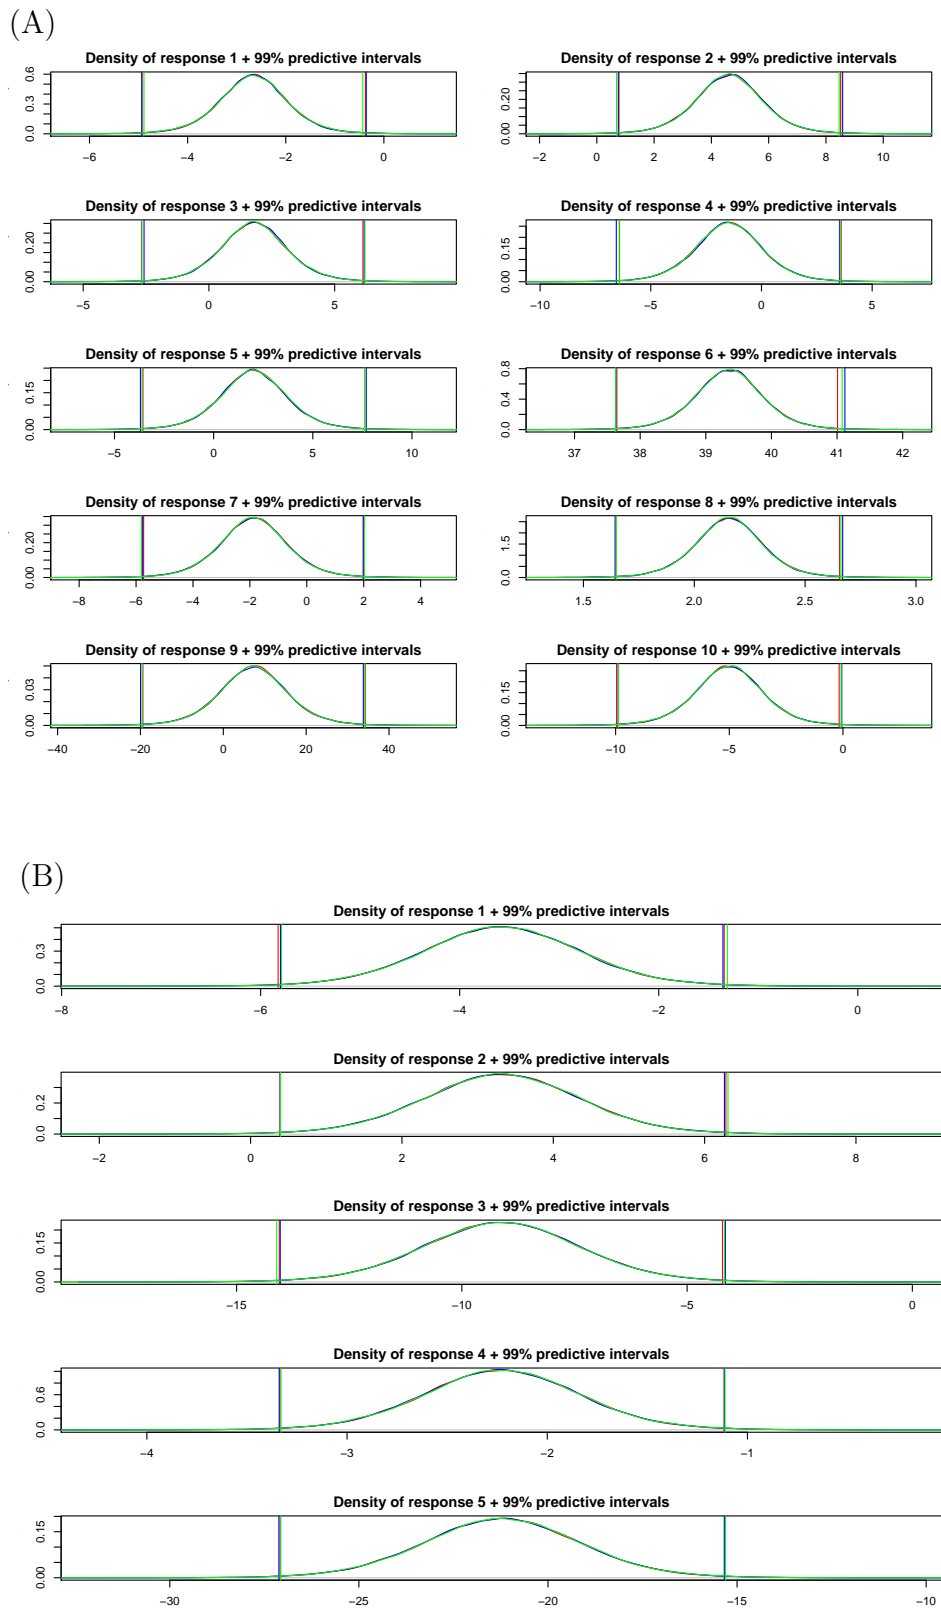 (A)
Density of response 1 + 99% predictive intervals
0.0 0.3 0.6
−6 −4 −2 0
Density of response 2 + 99% predictive intervals
0.00 0.20
−2 0 2 4 6 8 10
Density of response 3 + 99% predictive intervals
0.00 0.20
−5 0 5
Density of response 4 + 99% predictive intervals
0.00 0.15
−10 −5 0 5
Density of response 5 + 99% predictive intervals
0.00 0.15
−5 0 5 10
Density of response 6 + 99% predictive intervals
0.0 0.4 0.8
37 38 39 40 41 42
Density of response 7 + 99% predictive intervals
0.00 0.20
−8 −6 −4 −2 0 2 4
Density of response 8 + 99% predictive intervals
0.0 1.5
1.5 2.0 2.5 3.0
Density of response 9 + 99% predictive intervals
0.00 0.03
−40 −20 0 20 40
Density of response 10 + 99% predictive intervals
0.00 0.15
−10 −5 0
(B)
Density of response 1 + 99% predictive intervals
0.0 0.3
−8 −6 −4 −2 0
Density of response 2 + 99% predictive intervals
0.0 0.2
−2 0 2 4 6 8
Density of response 3 + 99% predictive intervals
0.00 0.15
−15 −10 −5 0
Density of response 4 + 99% predictive intervals
0.0 0.6
−4 −3 −2 −1
Density of response 5 + 99% predictive intervals
0.00 0.15
−30 −25 −20 −15 −10